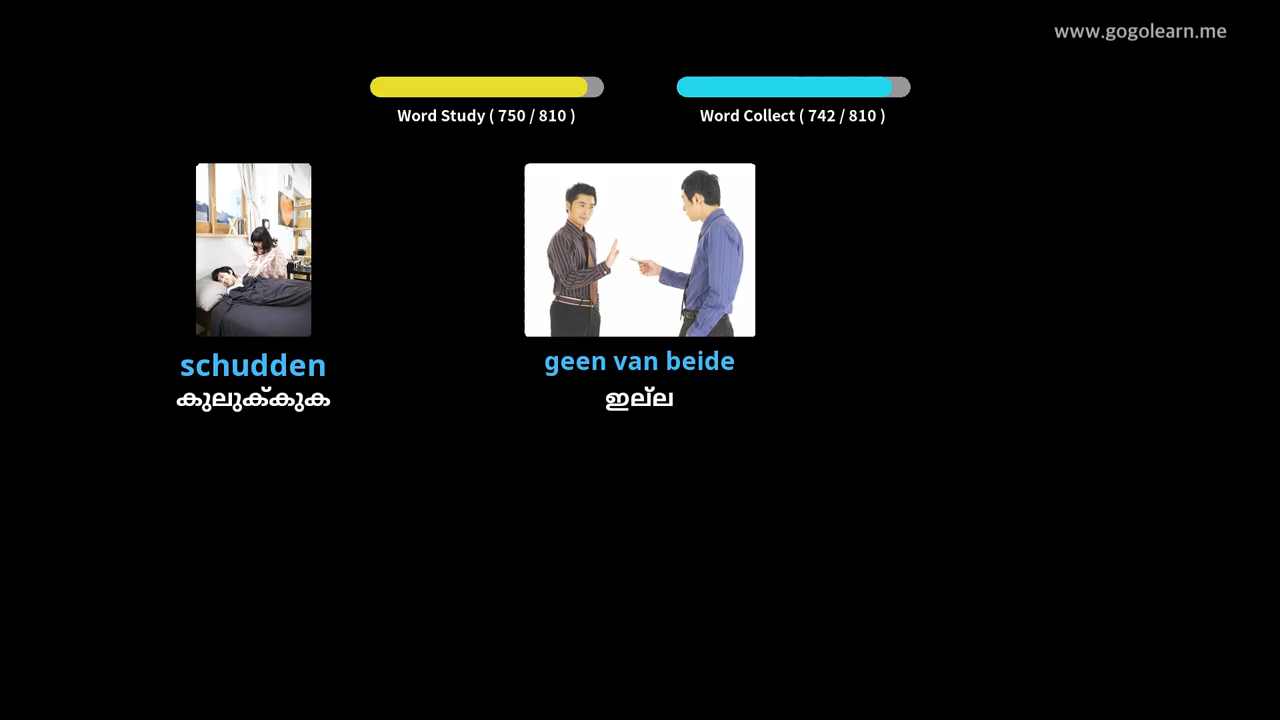 www.gogolearn.me
Word Study ( 750 / 810 )
Word Collect ( 742 / 810 )
schudden
കുലുക്കുക
geen van beide
ഇല്ല